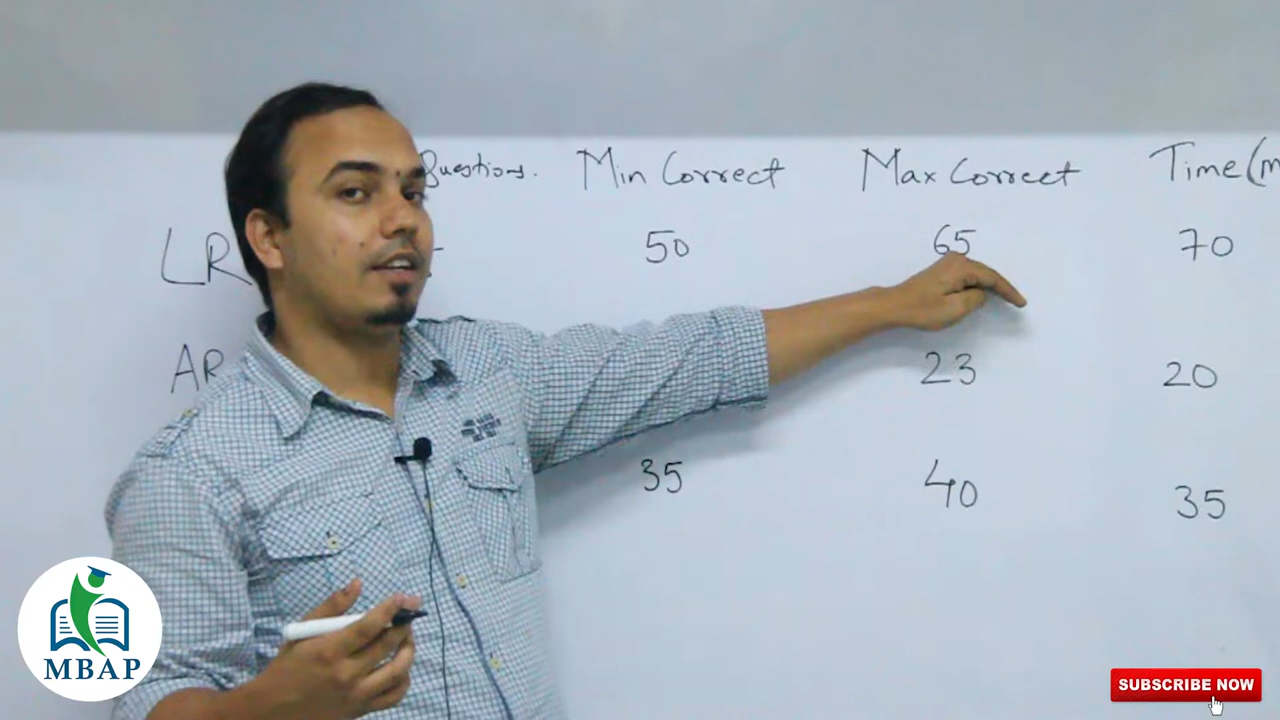 Questions. Min Correct Max Correct Time(m
LR 50 65 70
AR 23 20
35 40 35
MBAP
SUBSCRIBE NOW